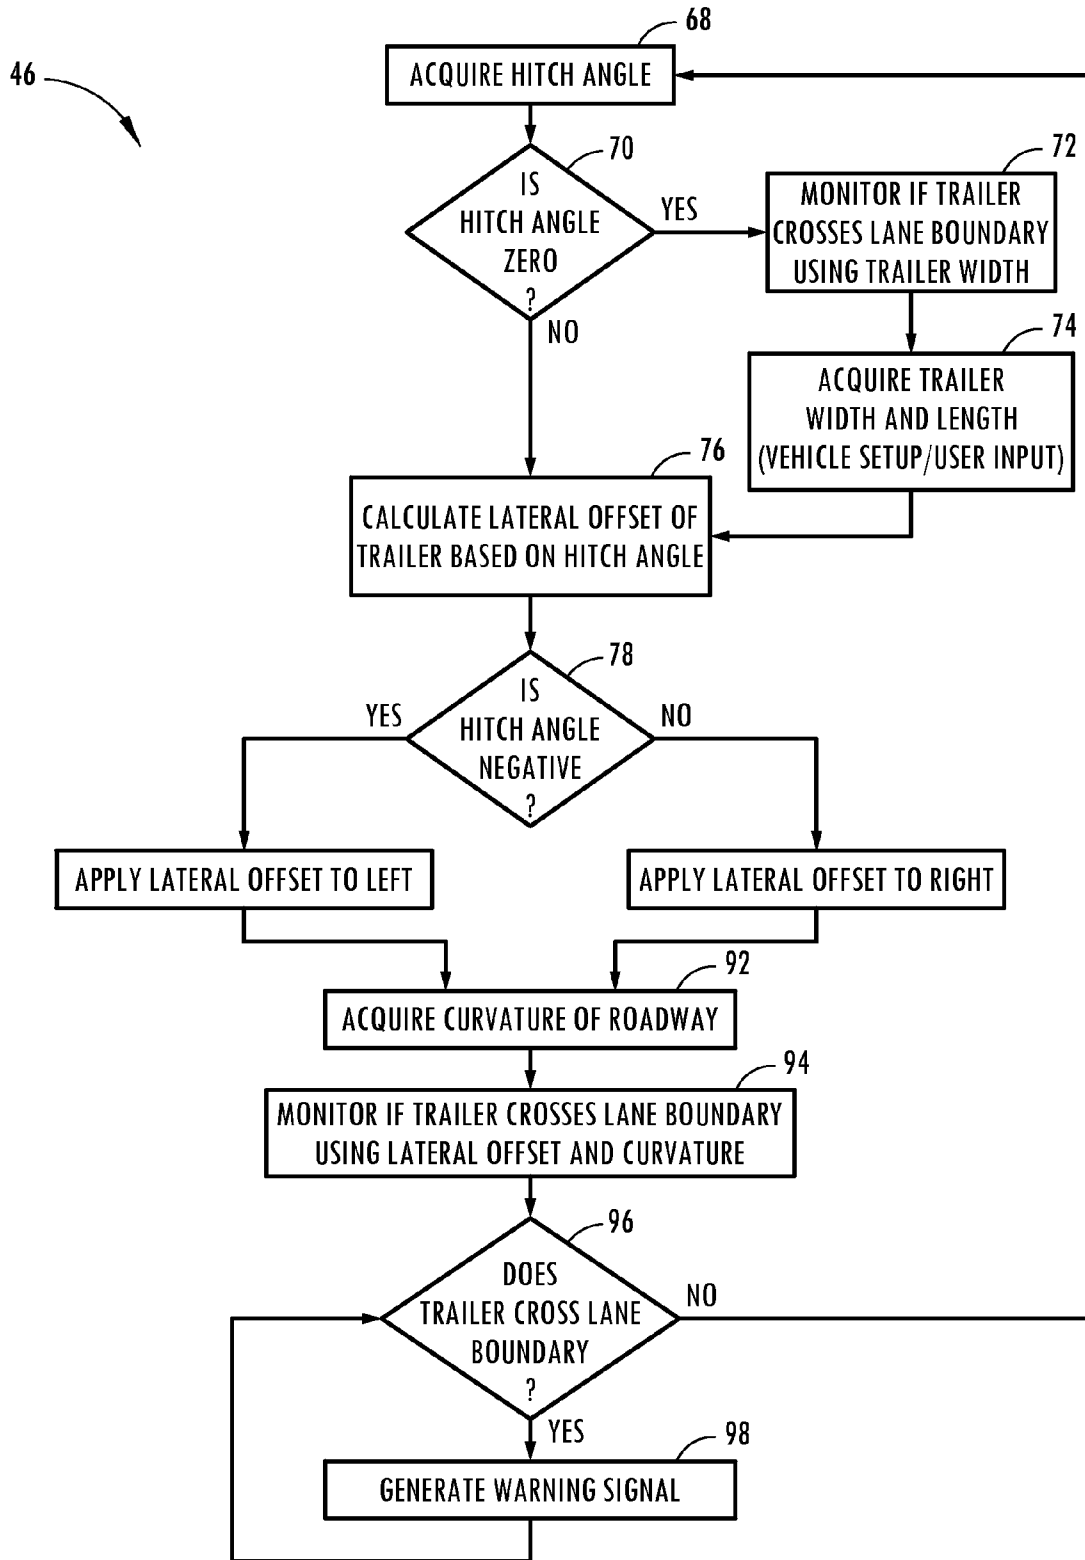 68
ACQUIRE HITCH ANGLE
46
70
IS
HITCH ANGLE
ZERO
?
YES
NO
72
MONITOR IF TRAILER
CROSSES LANE BOUNDARY
USING TRAILER WIDTH
74
ACQUIRE TRAILER
WIDTH AND LENGTH
(VEHICLE SETUP/USER INPUT)
76
CALCULATE LATERAL OFFSET OF
TRAILER BASED ON HITCH ANGLE
78
IS
HITCH ANGLE
NEGATIVE
?
YES
NO
APPLY LATERAL OFFSET TO LEFT
APPLY LATERAL OFFSET TO RIGHT
92
ACQUIRE CURVATURE OF ROADWAY
94
MONITOR IF TRAILER CROSSES LANE BOUNDARY
USING LATERAL OFFSET AND CURVATURE
96
DOES
TRAILER CROSS LANE
BOUNDARY
?
NO
YES
98
GENERATE WARNING SIGNAL